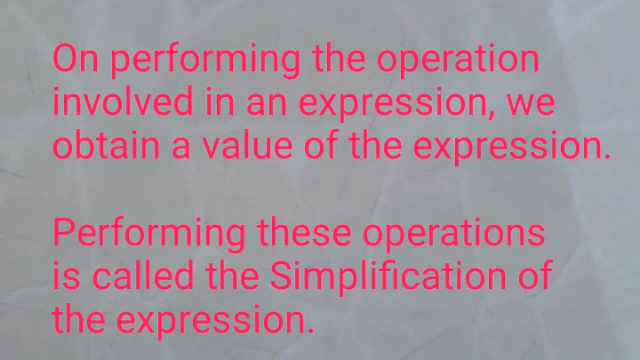 On performing the operation
involved in an expression, we
obtain a value of the expression.
Performing these operations
is called the Simplification of
the expression.